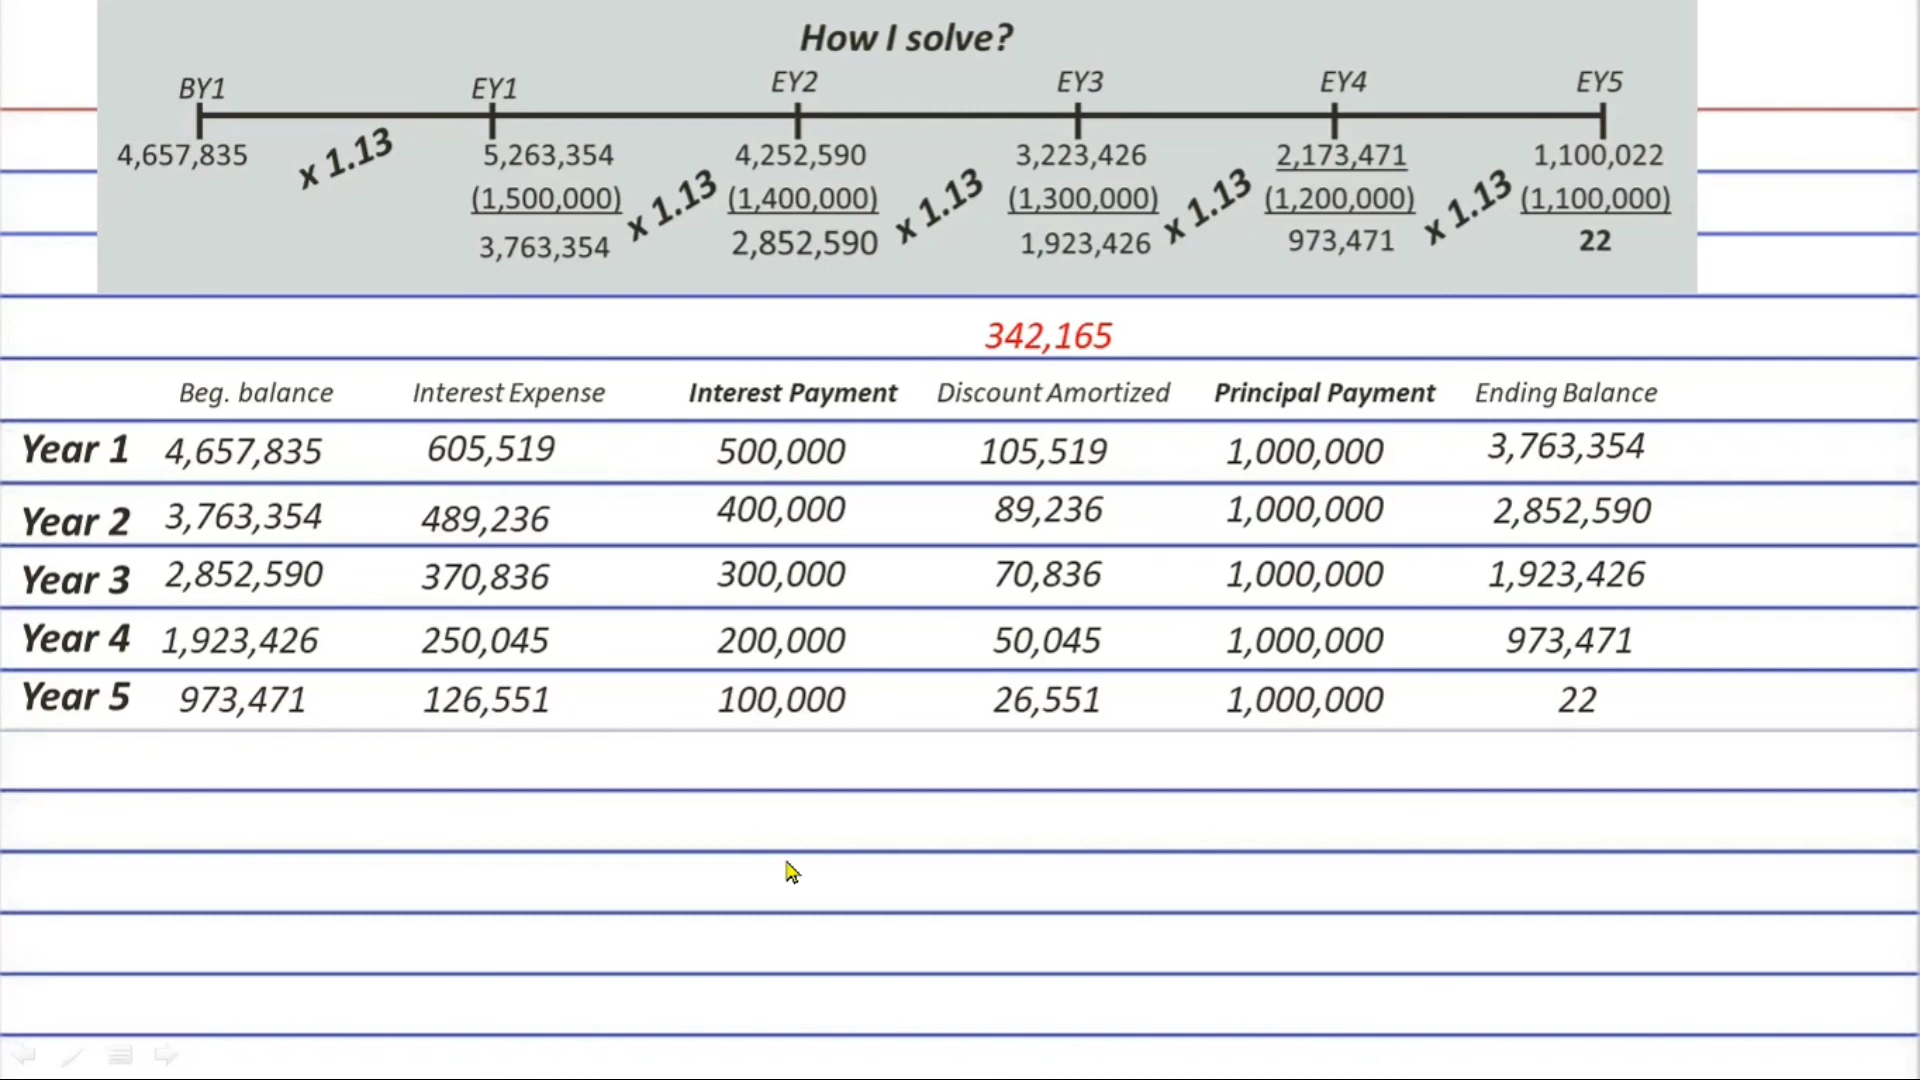 How I solve?
BY1 EY1 EY2 EY3 EY4 EY5
4,657,835 x 1.13 5,263,354 4,252,590 3,223,426 2,173,471 1,100,022
(1,500,000) x 1.13 (1,400,000) x 1.13 (1,300,000) x 1.13 (1,200,000) x 1.13 (1,100,000)
3,763,354 2,852,590 1,923,426 973,471 22
342,165
Beg. balance Interest Expense Interest Payment Discount Amortized Principal Payment Ending Balance
Year 1 4,657,835 605,519 500,000 105,519 1,000,000 3,763,354
Year 2 3,763,354 489,236 400,000 89,236 1,000,000 2,852,590
Year 3 2,852,590 370,836 300,000 70,836 1,000,000 1,923,426
Year 4 1,923,426 250,045 200,000 50,045 1,000,000 973,471
Year 5 973,471 126,551 100,000 26,551 1,000,000 22